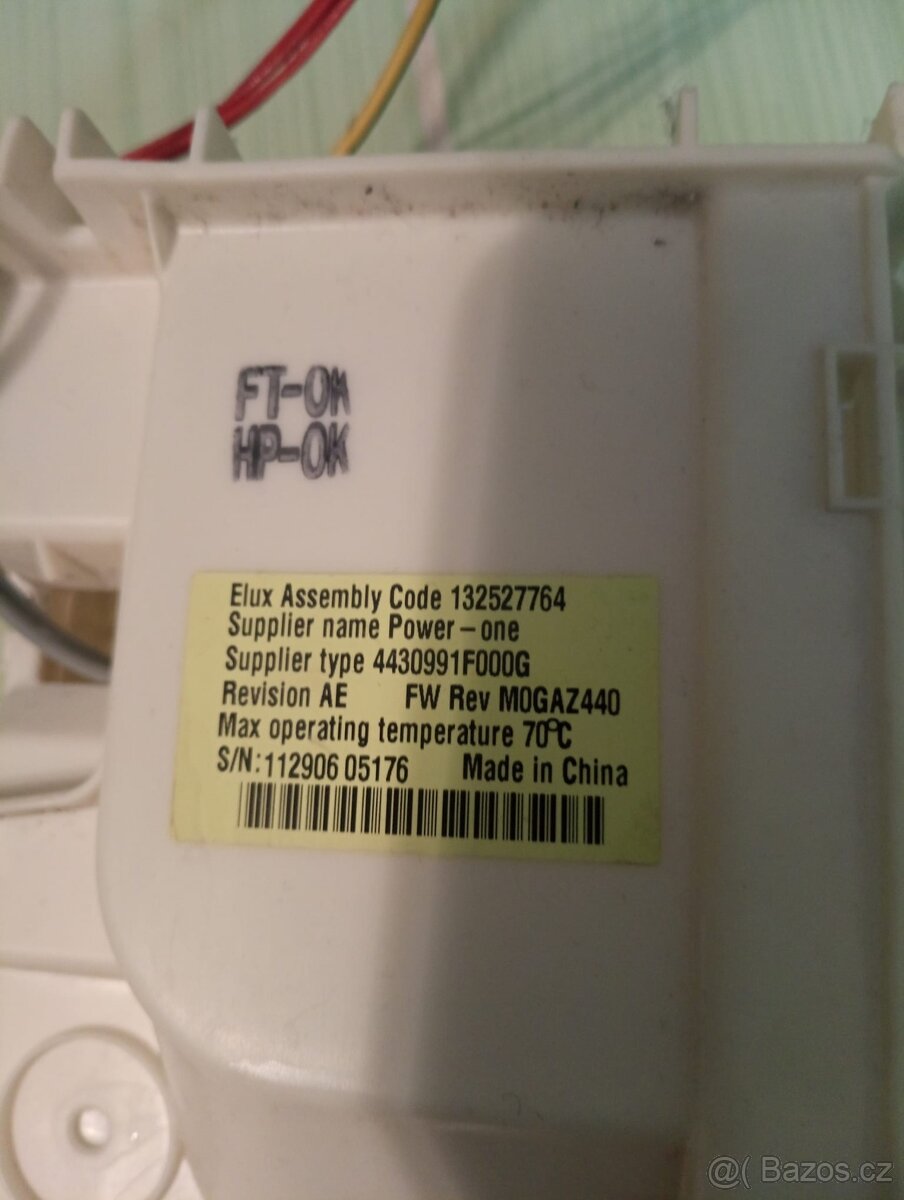 FT-OK
HP-OK
Elux Assembly Code 132527764
Supplier name Power-one
Supplier type 4430991F000G
Revision AE FW Rev M0GAZ440
Max operating temperature 70°C
S/N:112906 05176 Made in China
@( Bazos.cz